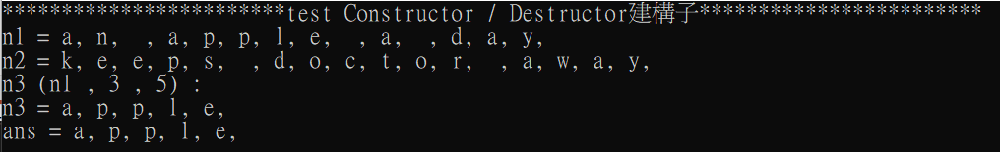 ************************test Constructor / Destructor建構子************************
n1 = a, n,  , a, p, p, l, e,  , a,  , d, a, y,
n2 = k, e, e, p, s,  , d, o, c, t, o, r,  , a, w, a, y,
n3 (n1 , 3 , 5) :
n3 = a, p, p, l, e,
ans = a, p, p, l, e,